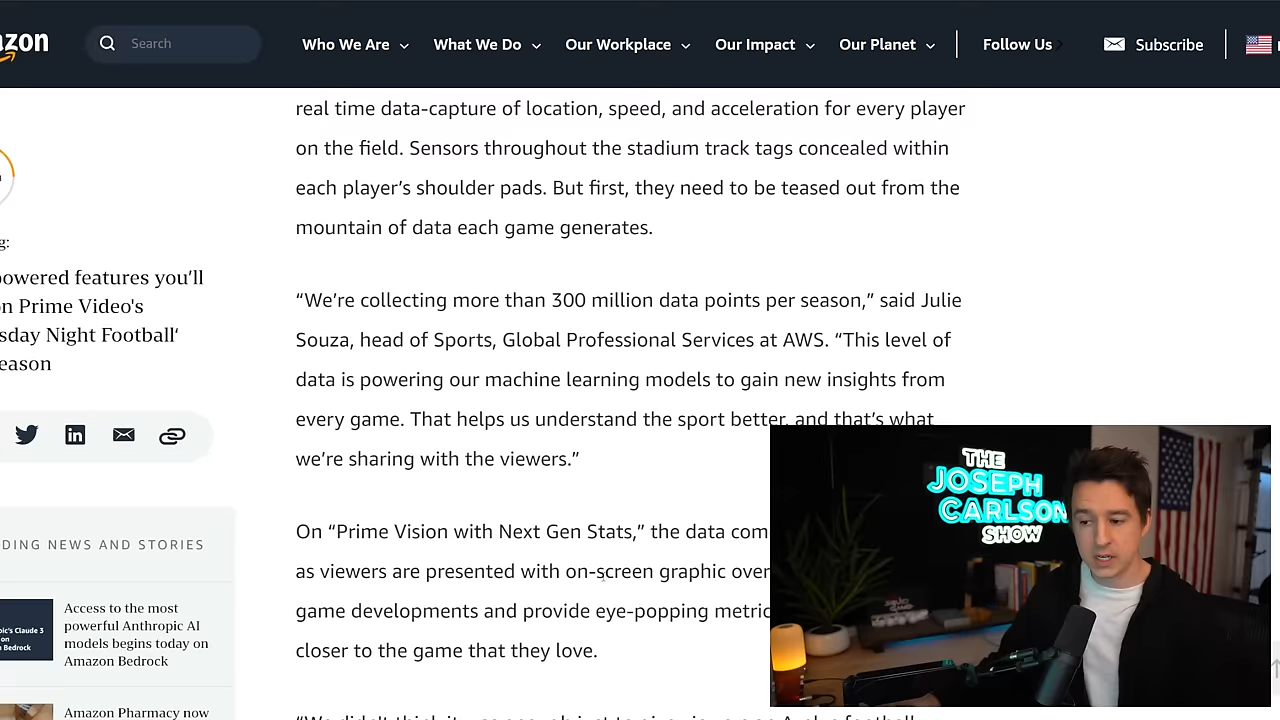 azon
Search
Who We Are
What We Do
Our Workplace
Our Impact
Our Planet
Follow Us
Subscribe
real time data-capture of location, speed, and acceleration for every player
on the field. Sensors throughout the stadium track tags concealed within
each player’s shoulder pads. But first, they need to be teased out from the
mountain of data each game generates.
g:
owered features you’ll
on Prime Video's
sday Night Football’
eason
“We’re collecting more than 300 million data points per season,” said Julie
Souza, head of Sports, Global Professional Services at AWS. “This level of
data is powering our machine learning models to gain new insights from
every game. That helps us understand the sport better, and that’s what
we’re sharing with the viewers.”
On “Prime Vision with Next Gen Stats,” the data com
as viewers are presented with on-screen graphic over
game developments and provide eye-popping metric
closer to the game that they love.
DING NEWS AND STORIES
pic's Claude 3
on
Bedrock
Access to the most
powerful Anthropic AI
models begins today on
Amazon Bedrock
Amazon Pharmacy now
THE
JOSEPH
CARLSON
SHOW